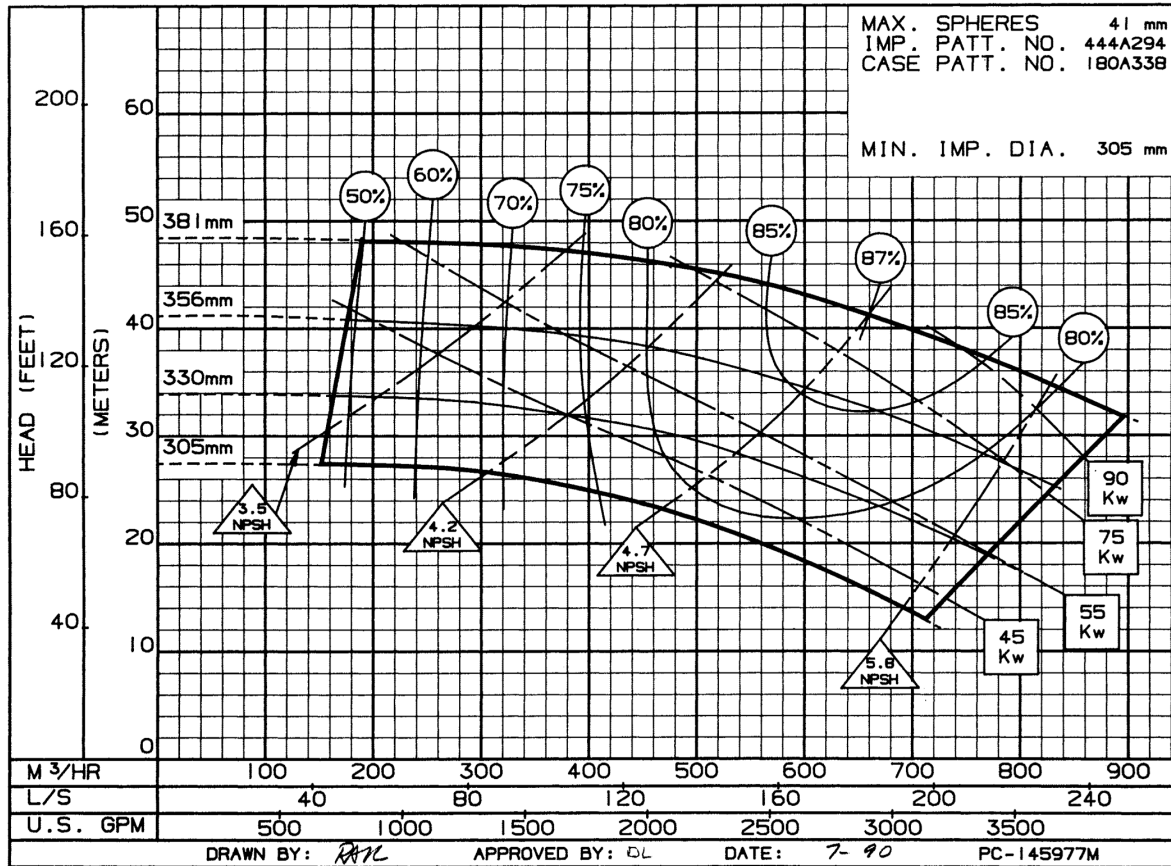 MAX. SPHERES 41 mm
IMP. PATT. NO. 444A294
CASE PATT. NO. 180A338
MIN. IMP. DIA. 305 mm
HEAD (FEET)
(METERS)
200
160
120
80
40
60
50
40
30
20
10
0
381mm
356mm
330mm
305mm
50%
60%
70%
75%
80%
85%
87%
85%
80%
3.5
NPSH
4.2
NPSH
4.7
NPSH
5.8
NPSH
90
Kw
75
Kw
55
Kw
45
Kw
M³/HR 100 200 300 400 500 600 700 800 900
L/S 40 80 120 160 200 240
U.S. GPM 500 1000 1500 2000 2500 3000 3500
DRAWN BY: APPROVED BY: DL DATE: 7-90 PC-145977M